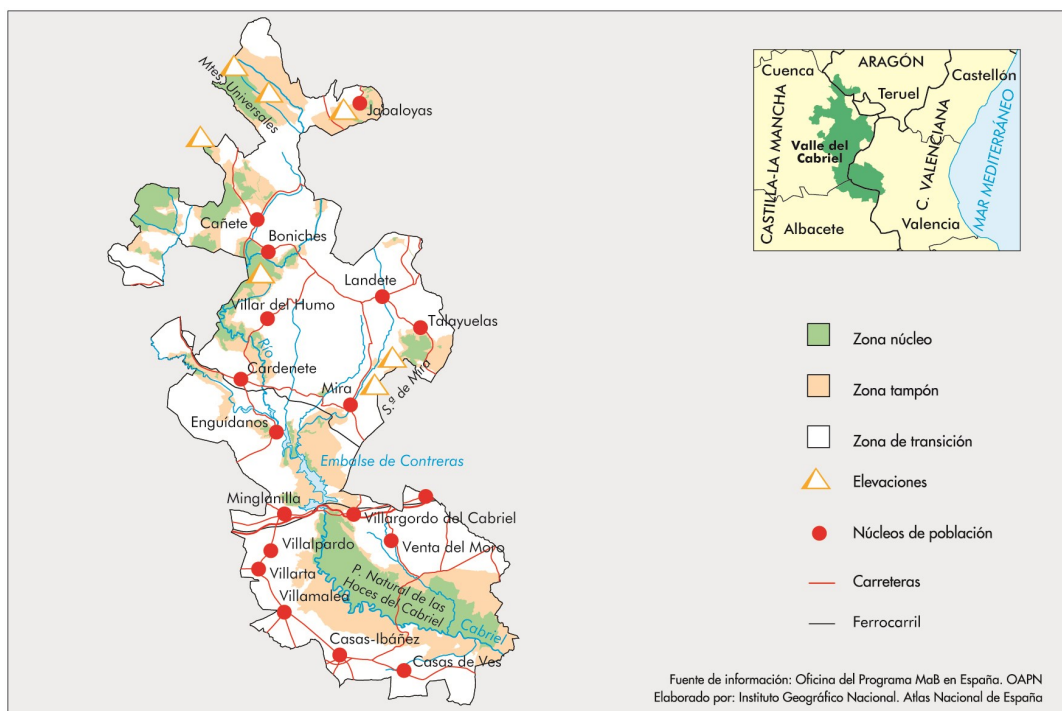 Mtes. Universales
Jabaloyas
Cañete
Boniches
Landete
Villar del Humo
Talayuelas
Río
Cardenete
Mira
S.ª de Mira
Enguídanos
Embalse de Contreras
Minglanilla
Villargordo del Cabriel
Villalpardo
Venta del Moro
Villarta
P. Natural de las
Hoces del Cabriel
Villamalea
Cabriel
Casas-Ibáñez
Casas de Ves
ARAGÓN
Cuenca
Castellón
Teruel
CASTILLA-LA MANCHA
Valle del
Cabriel
C. VALENCIANA
MAR MEDITERRÁNEO
Albacete
Valencia
Zona núcleo
Zona tampón
Zona de transición
Elevaciones
Núcleos de población
Carreteras
Ferrocarril
Fuente de información: Oficina del Programa MaB en España. OAPN
Elaborado por: Instituto Geográfico Nacional. Atlas Nacional de España